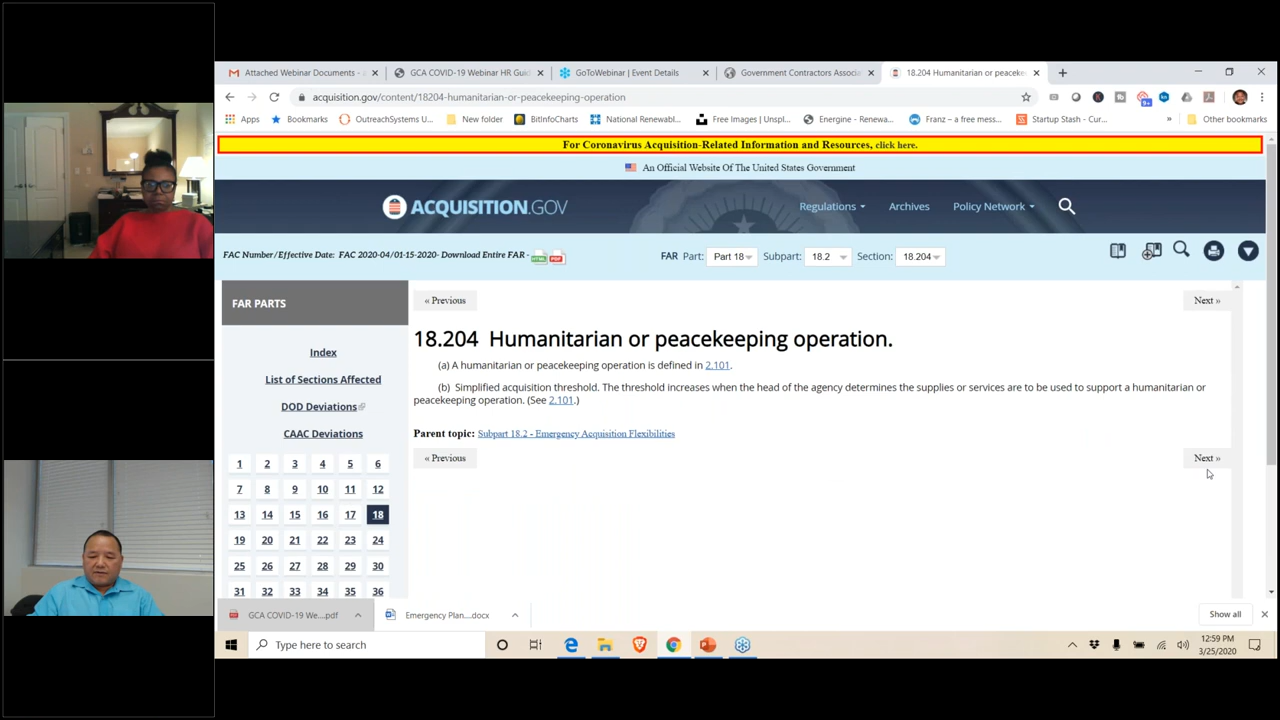 Attached Webinar Documents -
GCA COVID-19 Webinar HR Guid
GoToWebinar | Event Details
Government Contractors Associa
18.204 Humanitarian or peaceke
acquisition.gov/content/18204-humanitarian-or-peacekeeping-operation
Apps
Bookmarks
OutreachSystems U...
New folder
BitInfoCharts
National Renewabl...
Free Images | Unspl...
Energine - Renewa...
Franz – a free mess...
Startup Stash - Cur...
»
Other bookmarks
For Coronavirus Acquisition-Related Information and Resources, click here.
An Official Website Of The United States Government
ACQUISITION.GOV
Regulations
Archives
Policy Network
FAC Number/Effective Date: FAC 2020-04/01-15-2020- Download Entire FAR -
HTML
PDF
FAR Part: Part 18 Subpart: 18.2 Section: 18.204
FAR PARTS
Index
List of Sections Affected
DOD Deviations
CAAC Deviations
1 2 3 4 5 6
7 8 9 10 11 12
13 14 15 16 17 18
19 20 21 22 23 24
25 26 27 28 29 30
31 32 33 34 35 36
« Previous
Next »
18.204 Humanitarian or peacekeeping operation.
(a) A humanitarian or peacekeeping operation is defined in 2.101.
(b) Simplified acquisition threshold. The threshold increases when the head of the agency determines the supplies or services are to be used to support a humanitarian or
peacekeeping operation. (See 2.101.)
Parent topic: Subpart 18.2 - Emergency Acquisition Flexibilities
« Previous
Next »
GCA COVID-19 We....pdf
Emergency Plan....docx
Show all
Type here to search
12:59 PM
3/25/2020